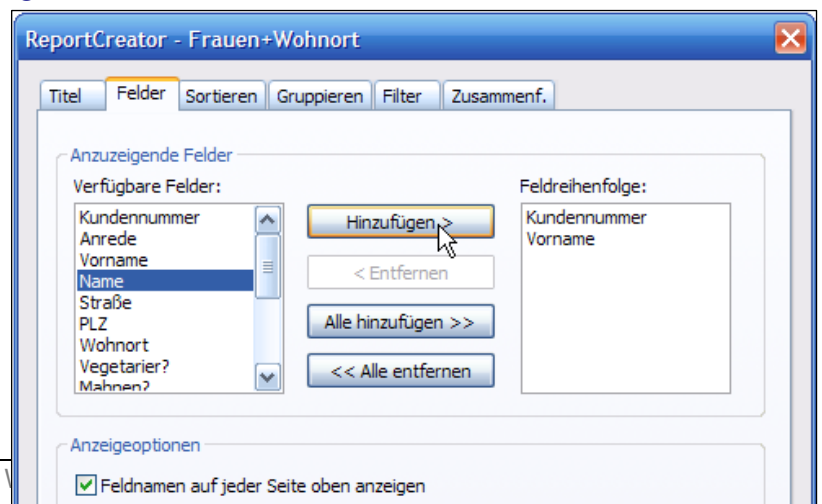 ReportCreator - Frauen+Wohnort
Titel Felder Sortieren Gruppieren Filter Zusammenf.
Anzuzeigende Felder
Verfügbare Felder:
Kundennummer
Anrede
Vorname
Name
Straße
PLZ
Wohnort
Vegetarier?
Mahnen?
Hinzufügen >
< Entfernen
Alle hinzufügen >>
<< Alle entfernen
Feldreihenfolge:
Kundennummer
Vorname
Anzeigeoptionen
Feldnamen auf jeder Seite oben anzeigen